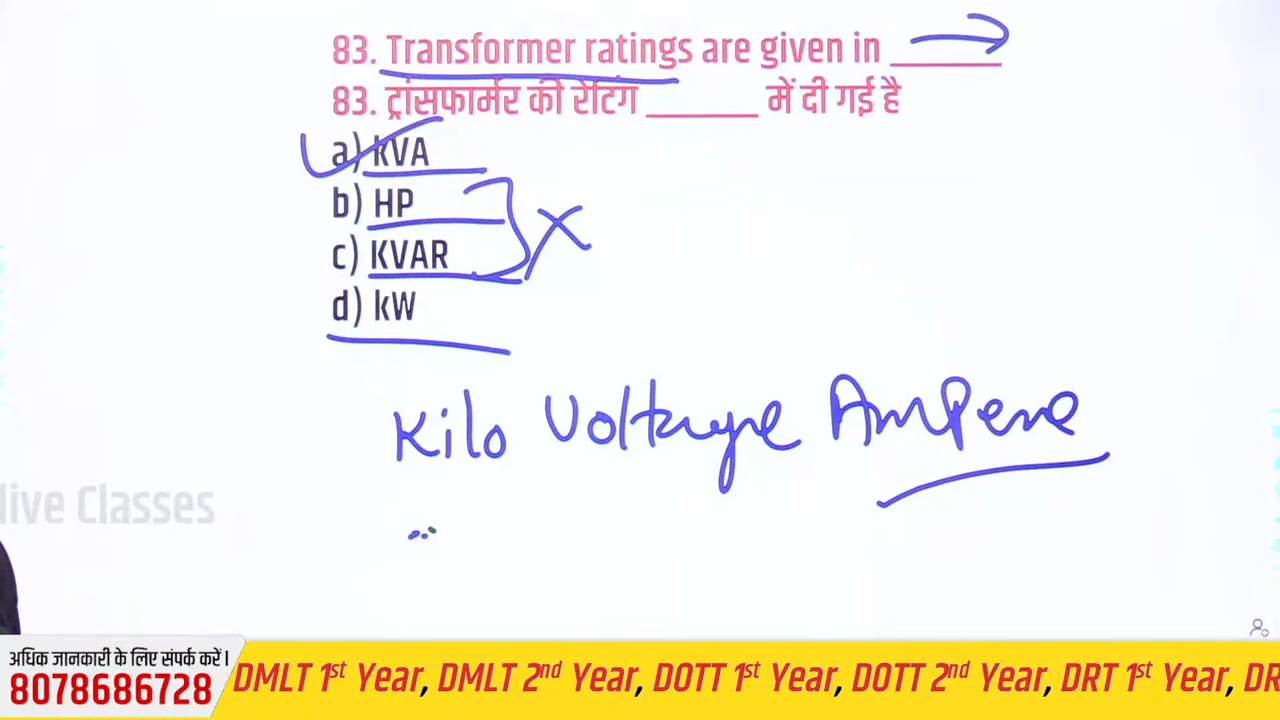 83. Transformer ratings are given in ______
83. ट्रांसफार्मर की रेटिंग ______ में दी गई है
a) kVA
b) HP
c) KVAR
d) kW
Kilo Voltage Ampere
live Classes
अधिक जानकारी के लिए संपर्क करें।
8078686728
DMLT 1st Year, DMLT 2nd Year, DOTT 1st Year, DOTT 2nd Year, DRT 1st Year, DR